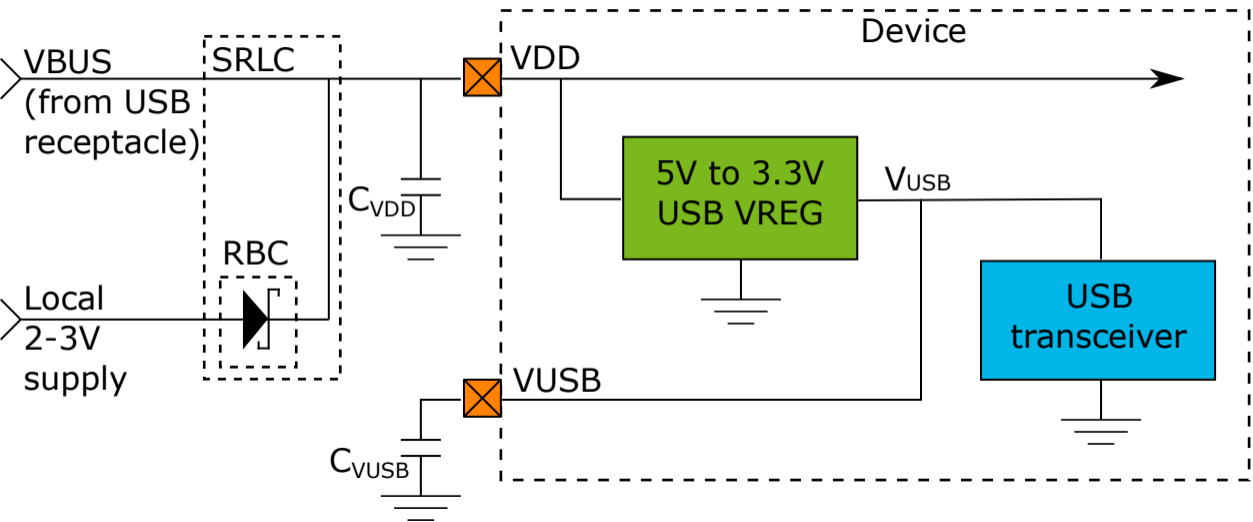 Device
VBUS
(from USB
receptacle)
SRLC
VDD
5V to 3.3V
USB VREG
VUSB
CVDD
RBC
Local
2-3V
supply
USB
transceiver
VUSB
CVUSB